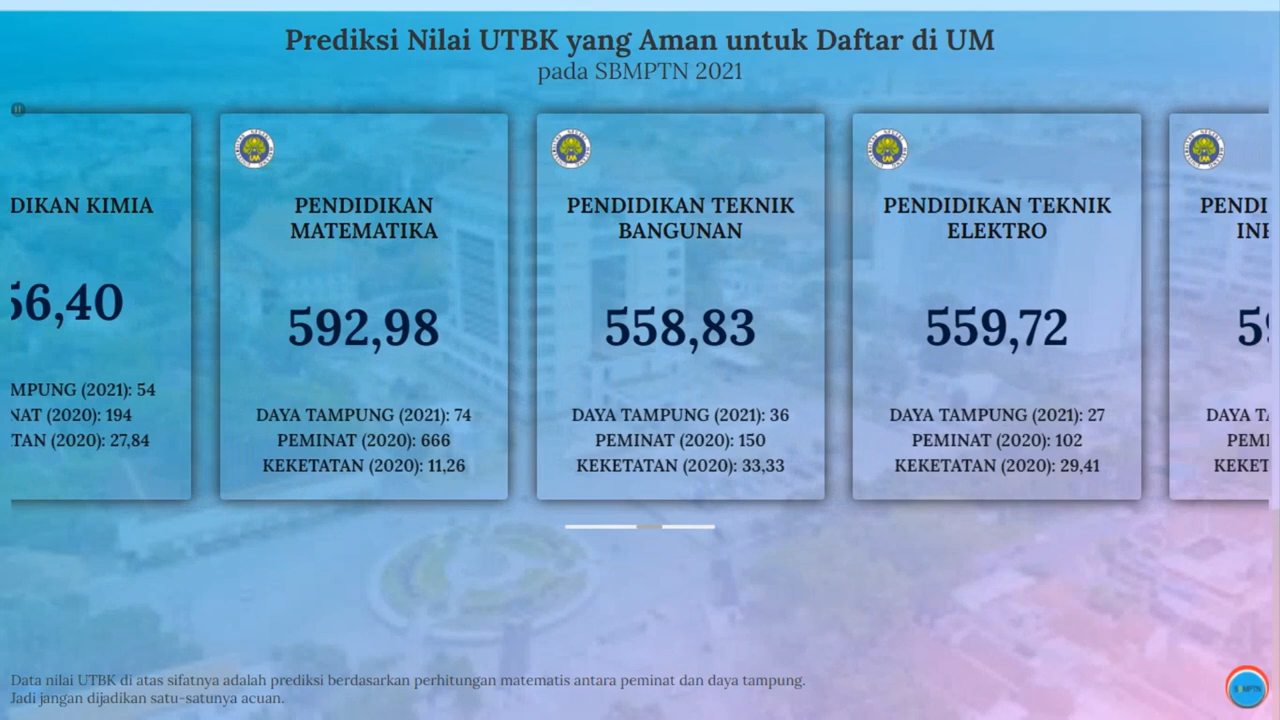 Prediksi Nilai UTBK yang Aman untuk Daftar di UM
pada SBMPTN 2021
DIKAN KIMIA
56,40
MPUNG (2021): 54
NAT (2020): 194
TAN (2020): 27,84
PENDIDIKAN
MATEMATIKA
592,98
DAYA TAMPUNG (2021): 74
PEMINAT (2020): 666
KEKETATAN (2020): 11,26
PENDIDIKAN TEKNIK
BANGUNAN
558,83
DAYA TAMPUNG (2021): 36
PEMINAT (2020): 150
KEKETATAN (2020): 33,33
PENDIDIKAN TEKNIK
ELEKTRO
559,72
DAYA TAMPUNG (2021): 27
PEMINAT (2020): 102
KEKETATAN (2020): 29,41
PENDI
INF
59
DAYA TA
PEMI
KEKET
Data nilai UTBK di atas sifatnya adalah prediksi berdasarkan perhitungan matematis antara peminat dan daya tampung.
Jadi jangan dijadikan satu-satunya acuan.
SBMPTN